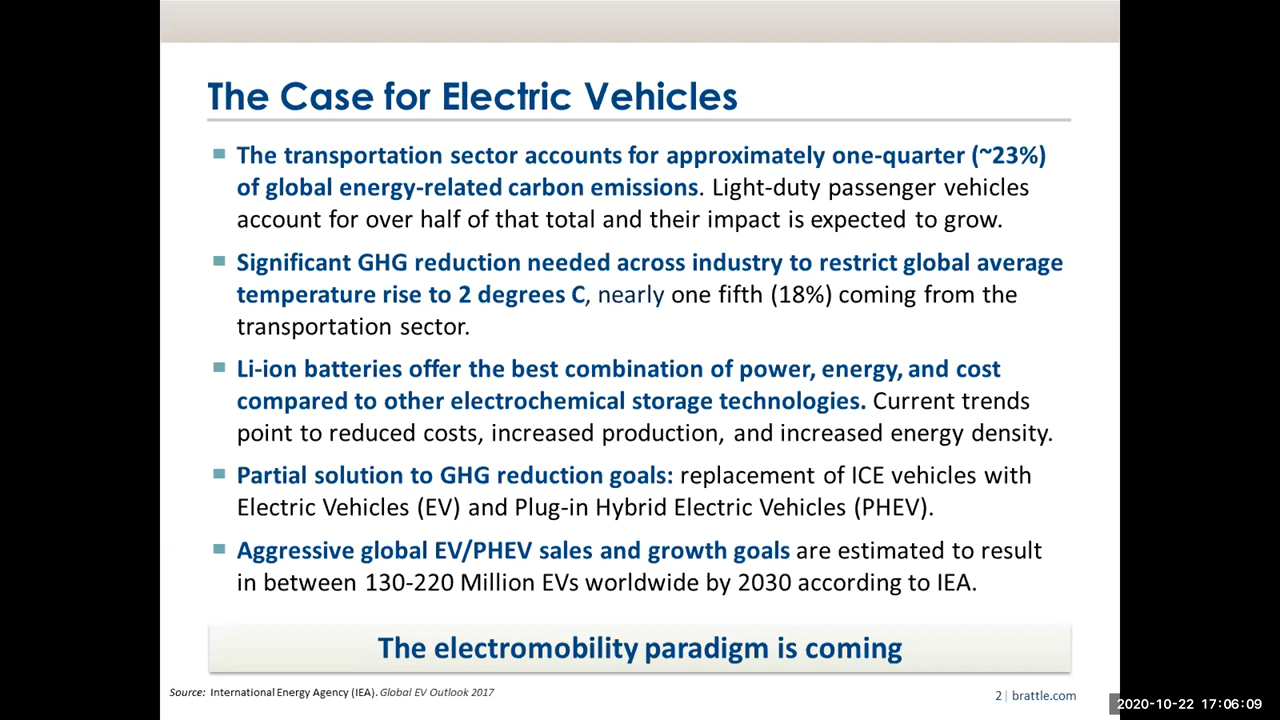 The Case for Electric Vehicles
The transportation sector accounts for approximately one-quarter (~23%)
of global energy-related carbon emissions. Light-duty passenger vehicles
account for over half of that total and their impact is expected to grow.
Significant GHG reduction needed across industry to restrict global average
temperature rise to 2 degrees C, nearly one fifth (18%) coming from the
transportation sector.
Li-ion batteries offer the best combination of power, energy, and cost
compared to other electrochemical storage technologies. Current trends
point to reduced costs, increased production, and increased energy density.
Partial solution to GHG reduction goals: replacement of ICE vehicles with
Electric Vehicles (EV) and Plug-in Hybrid Electric Vehicles (PHEV).
Aggressive global EV/PHEV sales and growth goals are estimated to result
in between 130-220 Million EVs worldwide by 2030 according to IEA.
The electromobility paradigm is coming
Source: International Energy Agency (IEA). Global EV Outlook 2017
2 | brattle.com
2020-10-22 17:06:09